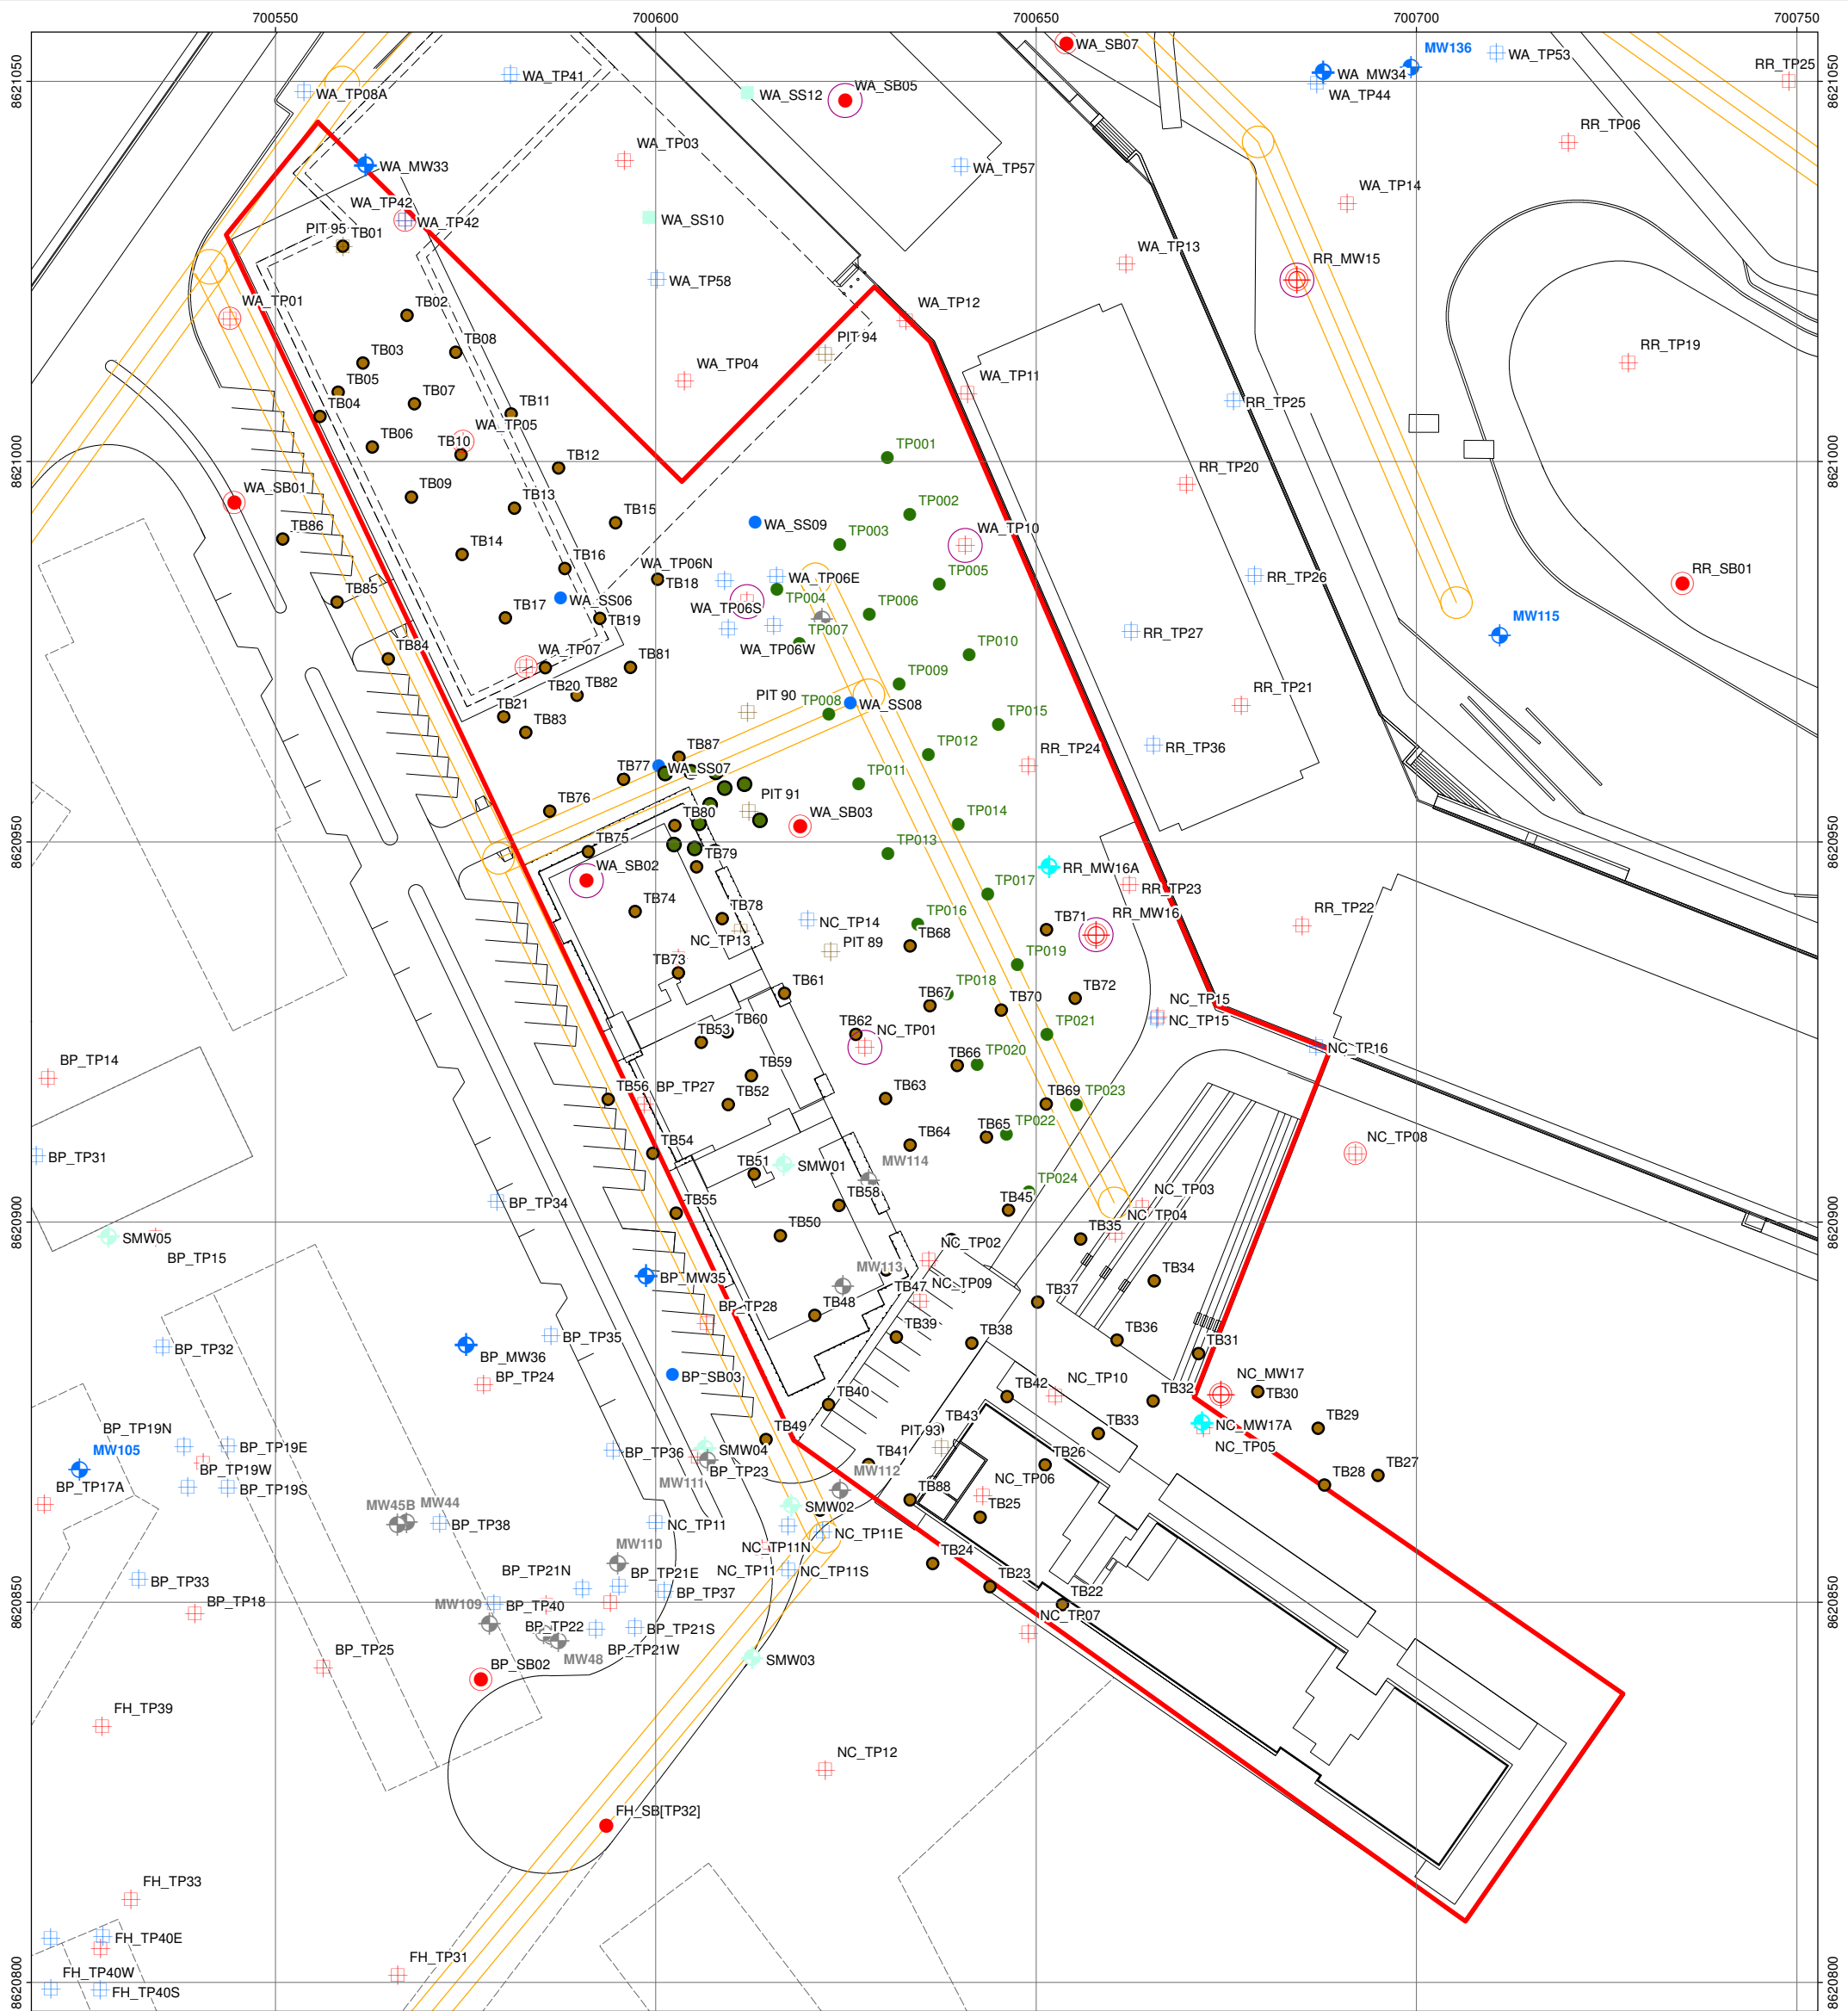 700550
700600
700650
700700
700750
8621050
8621050
WA_SB07
MW136
WA_MW34
WA_TP44
WA_TP53
RR_TP25
WA_TP08A
WA_TP41
WA_SS12
WA_SB05
RR_TP06
WA_MW33
WA_TP03
WA_TP57
WA_TP14
WA_TP42
WA_TP42
PIT 95
TB01
WA_SS10
WA_TP13
RR_MW15
WA_TP58
WA_TP01
TB02
WA_TP12
TB08
PIT 94
TB03
RR_TP19
TB05
WA_TP04
WA_TP11
TB04
TB07
TB11
RR_TP25
WA_TP05
TB06
TB10
TP001
TB12
8621000
8621000
RR_TP20
WA_SB01
TB09
TB13
TP002
TB86
TB15
WA_SS09
TP003
WA_TP10
TB14
TB16
WA_TP06N
TB18
WA_TP06E
TP005
RR_TP26
RR_SB01
TB85
WA_SS06
TP004
WA_TP06S
TP006
MW115
TB17
TB19
TP007
RR_TP27
TP010
TB84
WA_TP07
WA_TP06W
TB81
TP009
TB20
TB82
PIT 90
TP008
WA_SS08
RR_TP21
TB21
TB83
TP015
RR_TP36
TB87
TP012
RR_TP24
TB77
WA_SS07
TP011
TB76
PIT 91
TB80
WA_SB03
TP014
8620950
8620950
TB75
TP013
WA_SB02
TB79
RR_MW16A
RR_TP23
TP017
TB74
TB78
NC_TP14
TP016
TB71
RR_MW16
RR_TP22
NC_TP13
PIT 89
TB68
TP019
TB73
TB61
TB67
TP018
TB70
TB72
NC_TP15
NC_TP15
TB53
TB60
TB62
NC_TP01
TP021
NC_TP16
BP_TP14
TB59
TB66
TP020
TB56
BP_TP27
TB52
TB63
TB69
TP023
BP_TP31
TB54
TB64
TB65
TP022
NC_TP08
TB51
SMW01
MW114
BP_TP34
TB58
TP024
NC_TP03
TB55
TB45
NC_TP04
8620900
8620900
SMW05
BP_TP15
TB50
NC_TP02
TB35
BP_MW35
MW113
TB47
NC_TP09
TB34
BP_TP28
TB48
TB37
BP_TP32
BP_TP35
TB39
TB38
TB36
TB31
BP_MW36
BP_TP24
BP_SB03
TB42
NC_TP10
NC_MW17
TB30
TB40
TB32
BP_TP19N
BP_TP19E
MW105
BP_TP19W
BP_TP36
SMW04
TB49
PIT 93
TB43
TB33
NC_MW17A
NC_TP05
TB29
BP_TP17A
BP_TP19S
MW111
BP_TP23
TB41
MW112
TB26
TB28
TB27
MW45B
MW44
BP_TP38
NC_TP11
SMW02
TB88
NC_TP06
TB25
NC_TP11E
NC_TP11N
MW110
BP_TP21N
BP_TP21E
NC_TP11
NC_TP11S
TB24
BP_TP33
BP_TP37
TB23
TB22
8620850
8620850
BP_TP18
MW109
BP_TP40
BP_TP22
BP_TP21S
NC_TP07
BP_TP25
MW48
BP_TP21W
SMW03
BP_SB02
FH_TP39
NC_TP12
FH_SB[TP32]
FH_TP33
FH_TP40E
FH_TP31
FH_TP40W
FH_TP40S
8620800
8620800